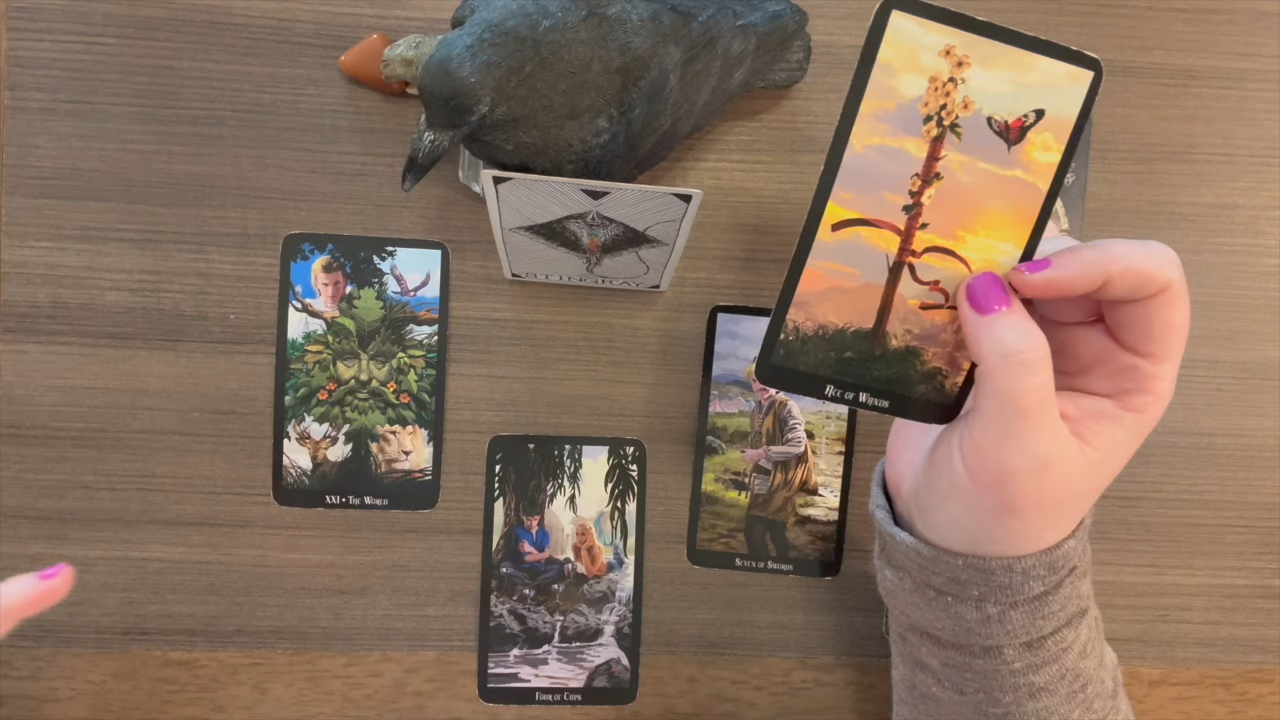 STINGRAY
ACE OF WANDS
XXI • THE WORLD
SEVEN OF SWORDS
FOUR OF CUPS